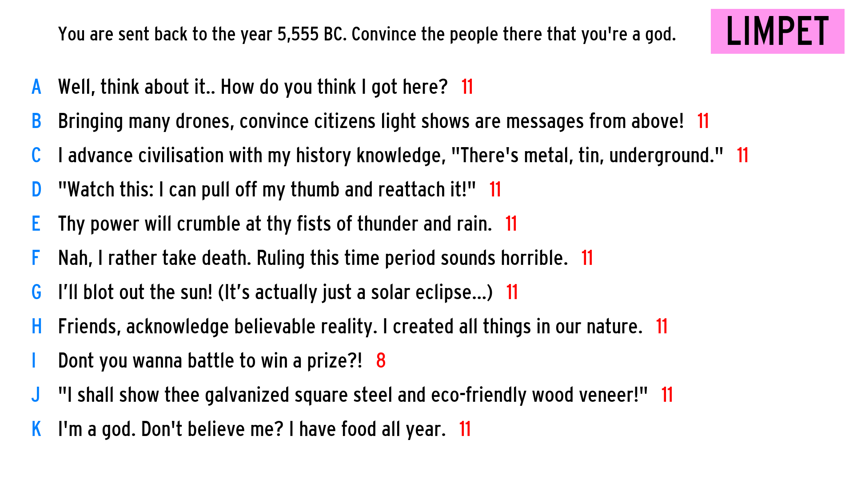 You are sent back to the year 5,555 BC. Convince the people there that you're a god.
LIMPET
A Well, think about it.. How do you think I got here? 11
B Bringing many drones, convince citizens light shows are messages from above! 11
C I advance civilisation with my history knowledge, "There's metal, tin, underground." 11
D "Watch this: I can pull off my thumb and reattach it!" 11
E Thy power will crumble at thy fists of thunder and rain. 11
F Nah, I rather take death. Ruling this time period sounds horrible. 11
G I’ll blot out the sun! (It’s actually just a solar eclipse...) 11
H Friends, acknowledge believable reality. I created all things in our nature. 11
I Dont you wanna battle to win a prize?! 8
J "I shall show thee galvanized square steel and eco-friendly wood veneer!" 11
K I'm a god. Don't believe me? I have food all year. 11